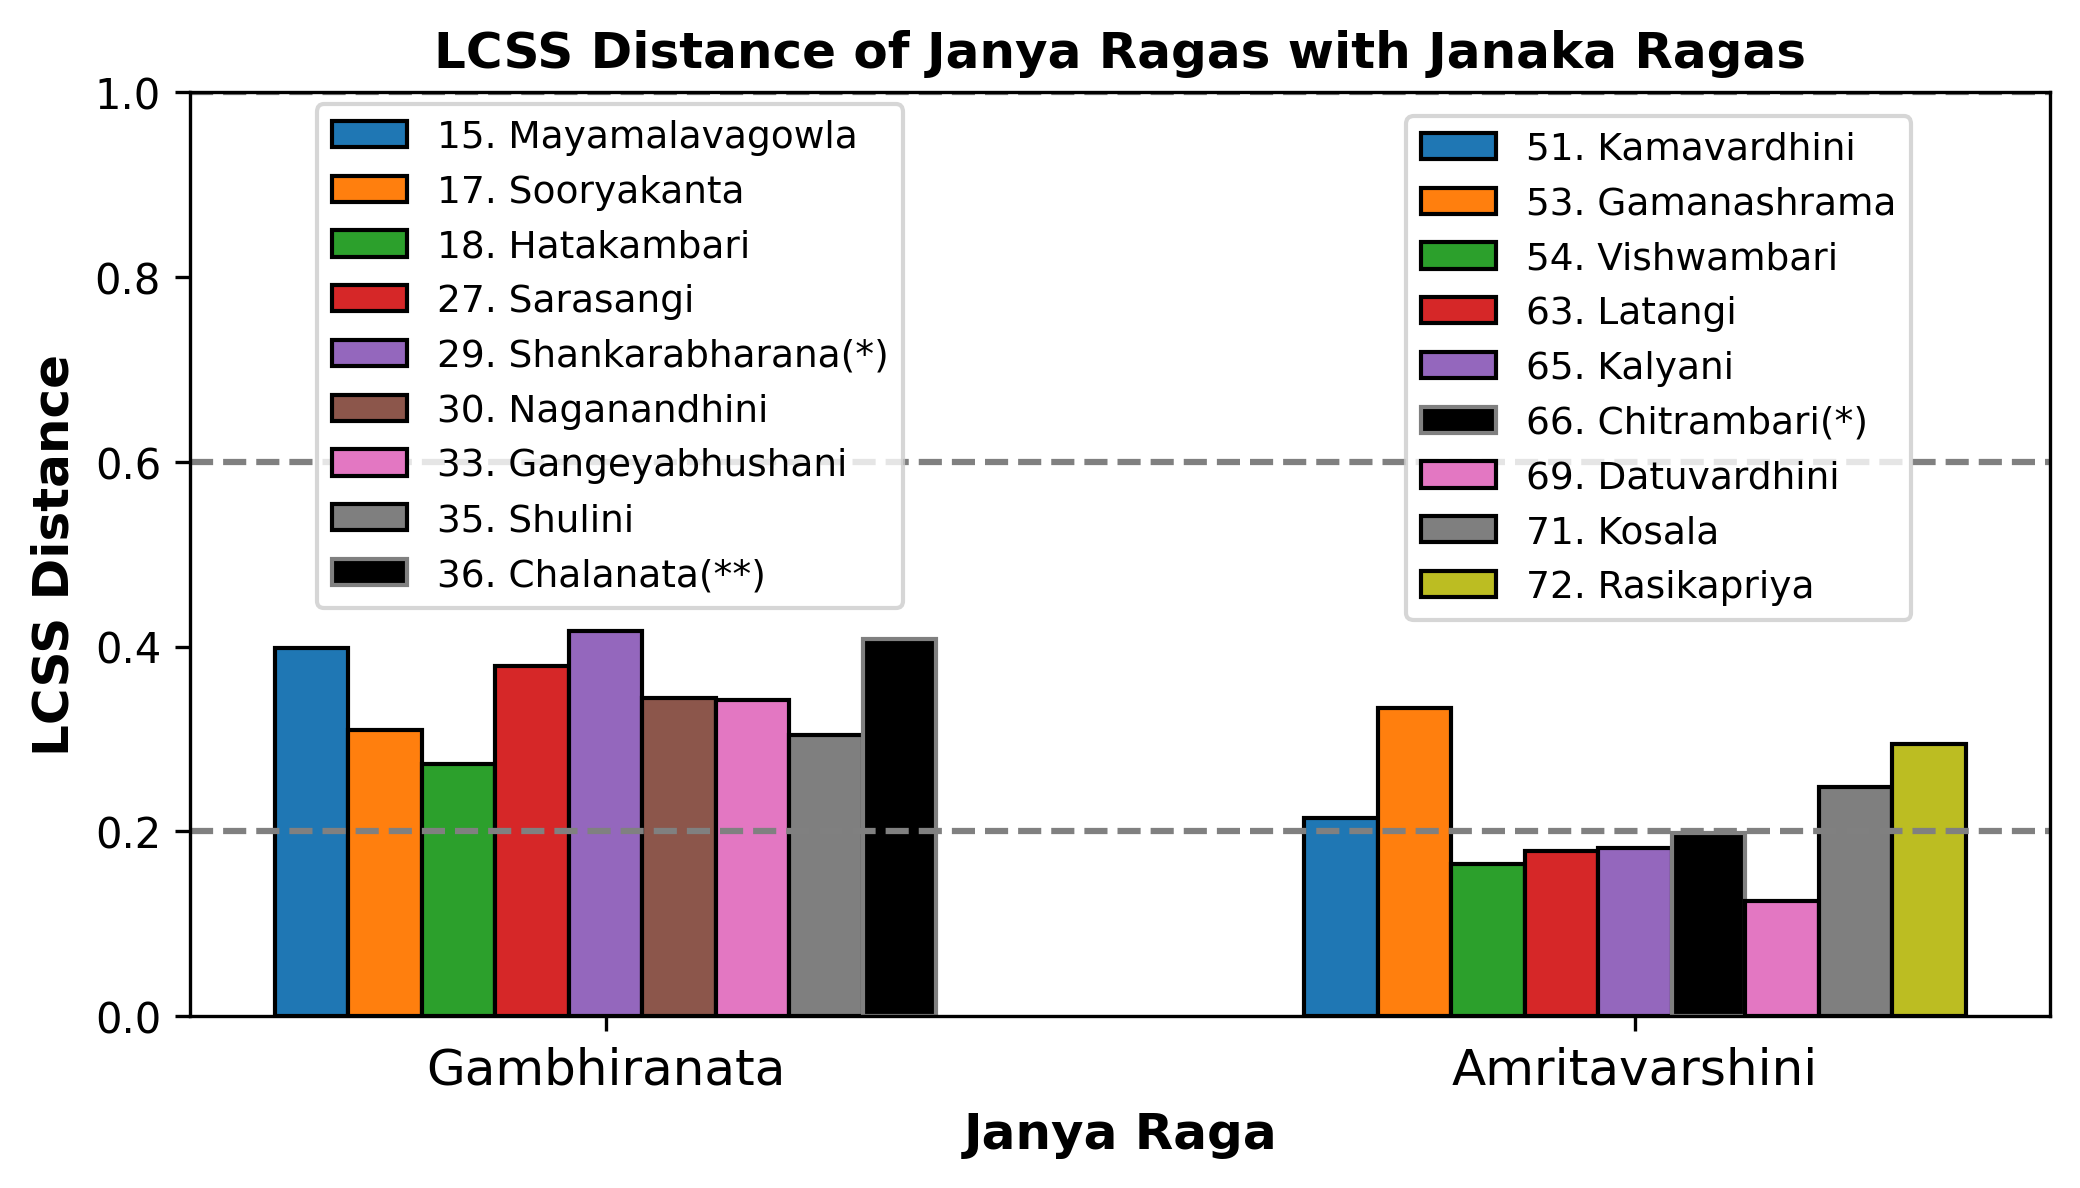 LCSS Distance of Janya Ragas with Janaka Ragas
LCSS Distance
1.0
0.8
0.6
0.4
0.2
0.0
15. Mayamalavagowla
17. Sooryakanta
18. Hatakambari
27. Sarasangi
29. Shankarabharana(*)
30. Naganandhini
33. Gangeyabhushani
35. Shulini
36. Chalanata(**)
51. Kamavardhini
53. Gamanashrama
54. Vishwambari
63. Latangi
65. Kalyani
66. Chitrambari(*)
69. Datuvardhini
71. Kosala
72. Rasikapriya
Gambhiranata
Amritavarshini
Janya Raga